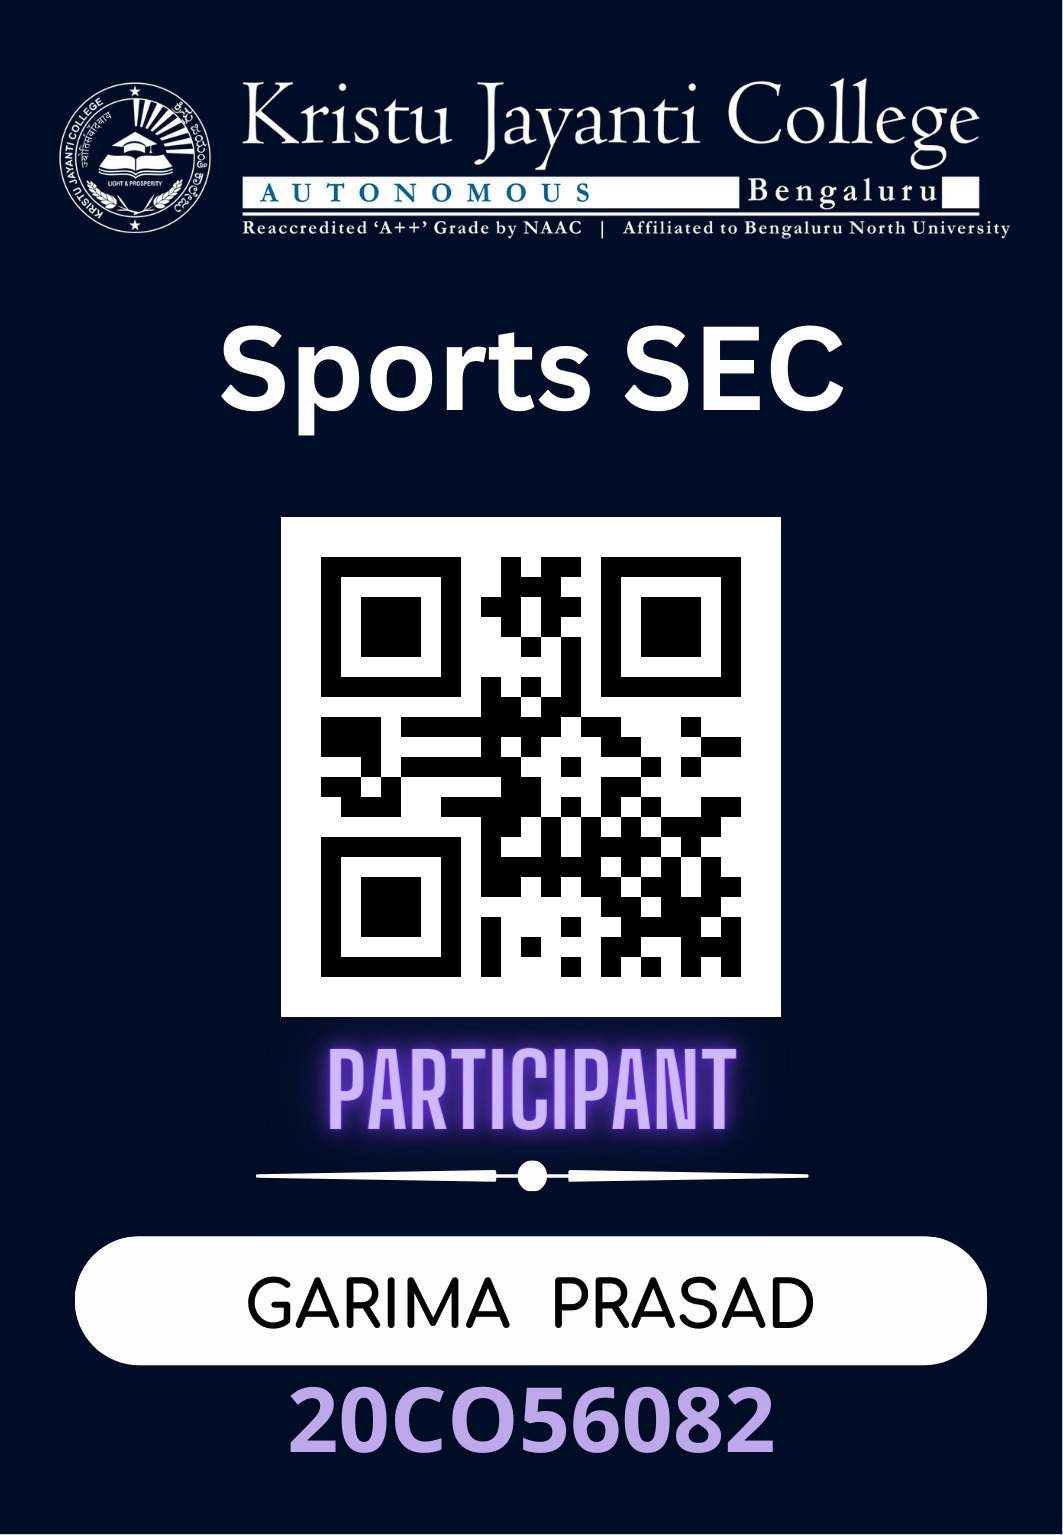 KRISTU JAYANTI COLLEGE
ಕ್ರಿಸ್ತು ಜಯಂತಿ ಕಾಲೇಜು
LIGHT & PROSPERITY
Kristu Jayanti College
AUTONOMOUS Bengaluru
Reaccredited ‘A++’ Grade by NAAC | Affiliated to Bengaluru North University
Sports SEC
PARTICIPANT
GARIMA PRASAD
20CO56082